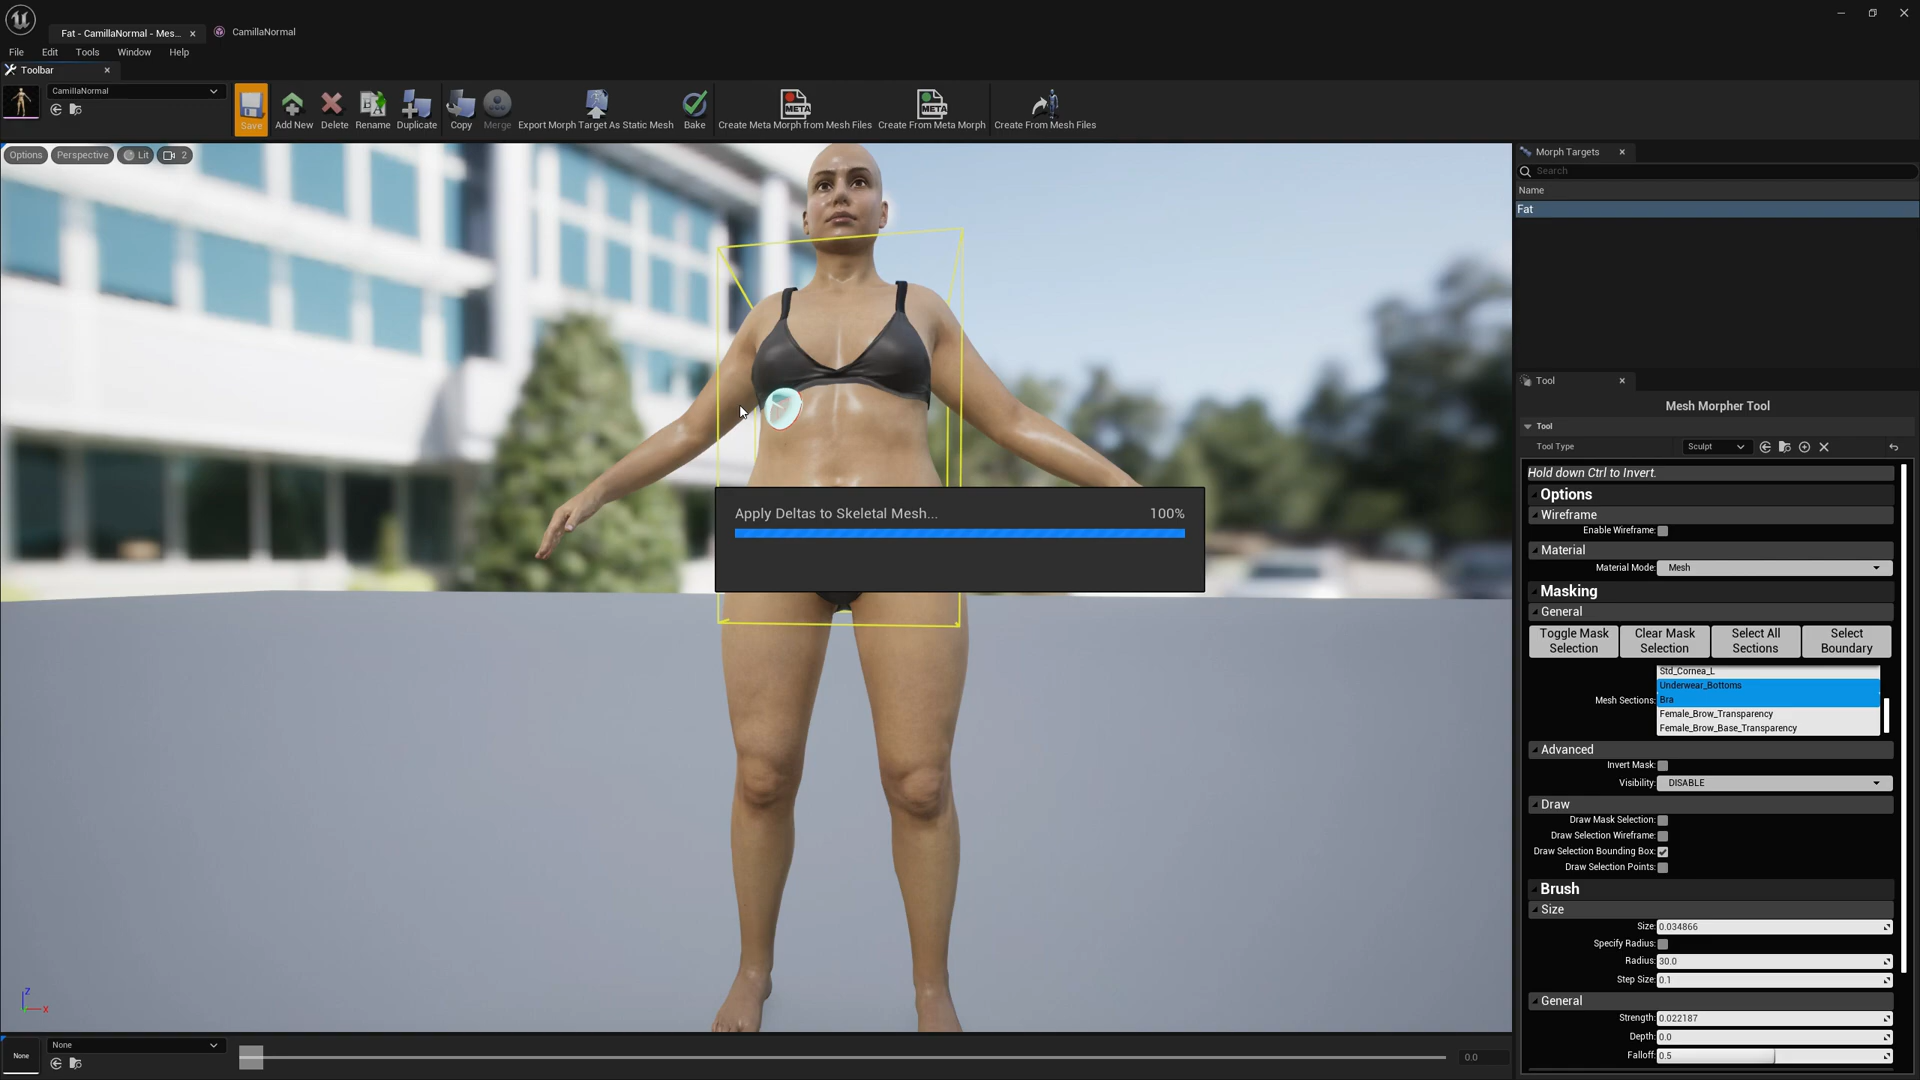 Fat - CamillaNormal - Mes...
CamillaNormal
File Edit Tools Window Help
Toolbar
CamillaNormal
Save
Add New
Delete
Rename
Duplicate
Copy
Merge
Export Morph Target As Static Mesh
Bake
META
Create Meta Morph from Mesh Files
META
Create From Meta Morph
Create From Mesh Files
Options
Perspective
Lit
2
Morph Targets
Search
Name
Fat
Apply Deltas to Skeletal Mesh... 100%
Tool
Mesh Morpher Tool
Tool
Tool Type Sculpt
Hold down Ctrl to Invert.
Options
Wireframe
Enable Wireframe:
Material
Material Mode: Mesh
Masking
General
Toggle Mask Selection
Clear Mask Selection
Select All Sections
Select Boundary
Mesh Sections:
Std_Cornea_L
Underwear_Bottoms
Bra
Female_Brow_Transparency
Female_Brow_Base_Transparency
Advanced
Invert Mask:
Visibility: DISABLE
Draw
Draw Mask Selection:
Draw Selection Wireframe:
Draw Selection Bounding Box:
Draw Selection Points:
Brush
Size
Size: 0.034866
Specify Radius:
Radius: 30.0
Step Size: 0.1
General
Strength: 0.022187
Depth: 0.0
Falloff: 0.5
Z
X
None
None
0.0